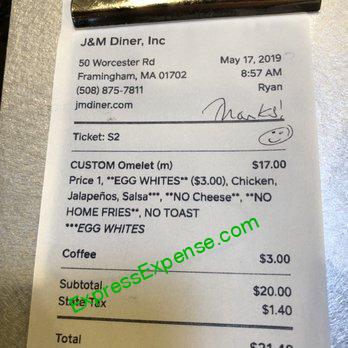 J&M Diner, Inc
50 Worcester Rd May 17, 2019
Framingham, MA 01702 8:57 AM
(508) 875-7811 Ryan
jmdiner.com
Thanks!
Ticket: S2
CUSTOM Omelet (m) $17.00
Price 1, **EGG WHITES** ($3.00), Chicken,
Jalapeños, Salsa***, **NO Cheese**, **NO
HOME FRIES**, NO TOAST
***EGG WHITES
Coffee $3.00
ExpressExpense.com
Subtotal $20.00
State Tax $1.40
Total $21.40